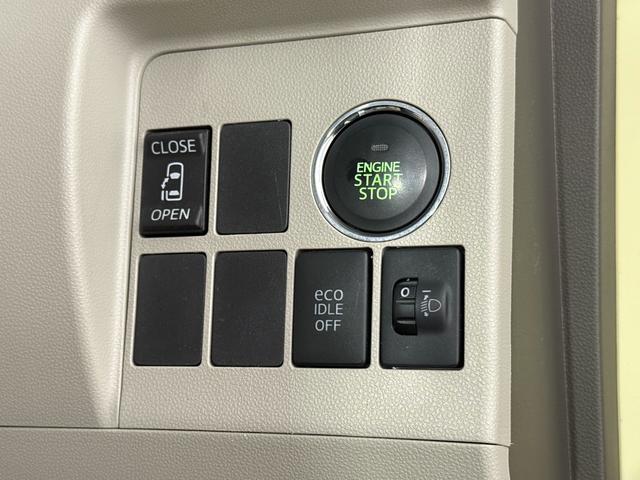 CLOSE
OPEN
ENGINE
START
STOP
eco
IDLE
OFF
0